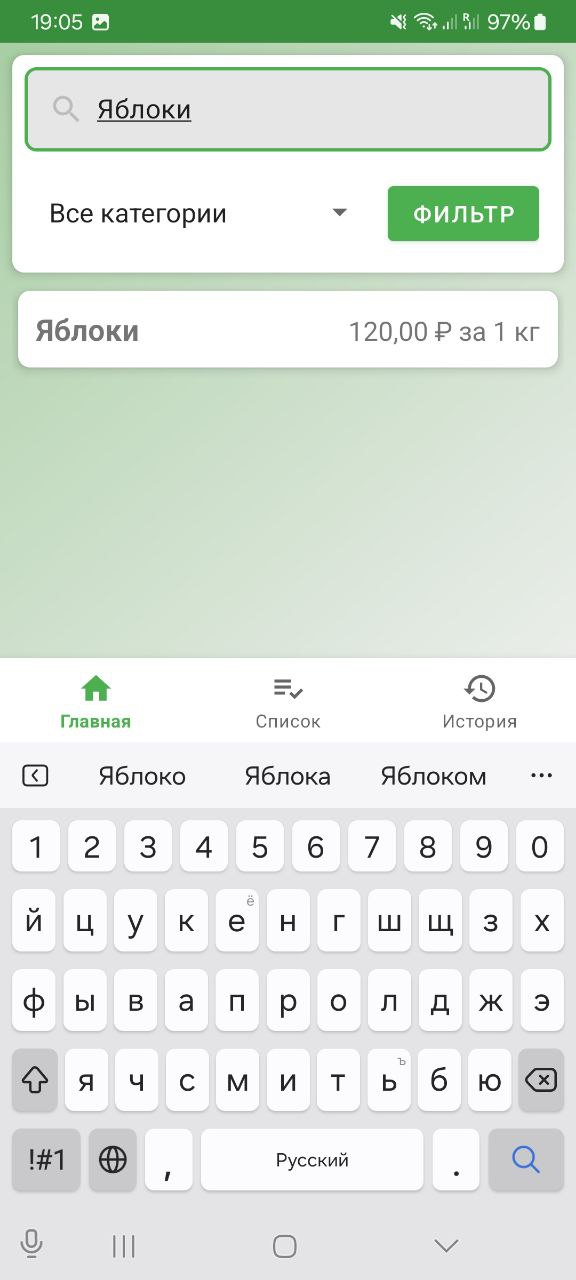 19:05 97%
Яблоки
Все категории ФИЛЬТР
Яблоки 120,00 ₽ за 1 кг
Главная Список История
Яблоко Яблока Яблоком ...
1 2 3 4 5 6 7 8 9 0
й ц у к е ё н г ш щ з х
ф ы в а п р о л д ж э
я ч с м и т ь ъ б ю
!#1 , Русский .